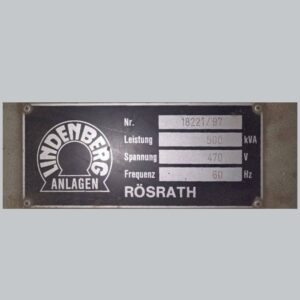 LINDENBERG
ANLAGEN
Nr. 18221/97
Leistung 500 kVA
Spannung 470 V
Frequenz 60 Hz
RÖSRATH